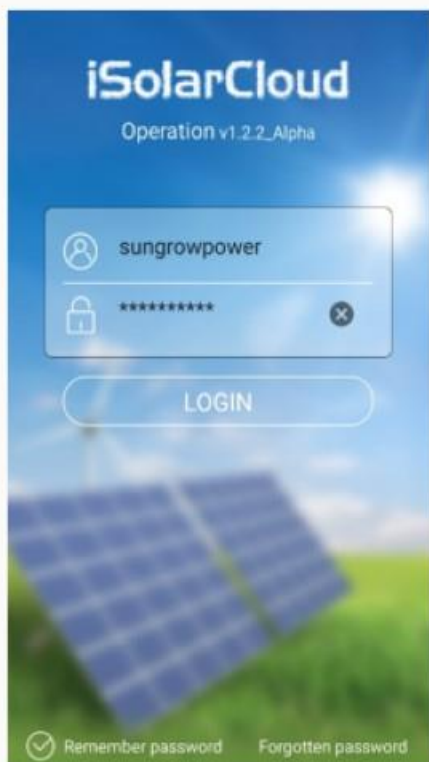 iSolarCloud
Operation v1.2.2_Alpha
sungrowpower
**********
LOGIN
Remember password Forgotten password